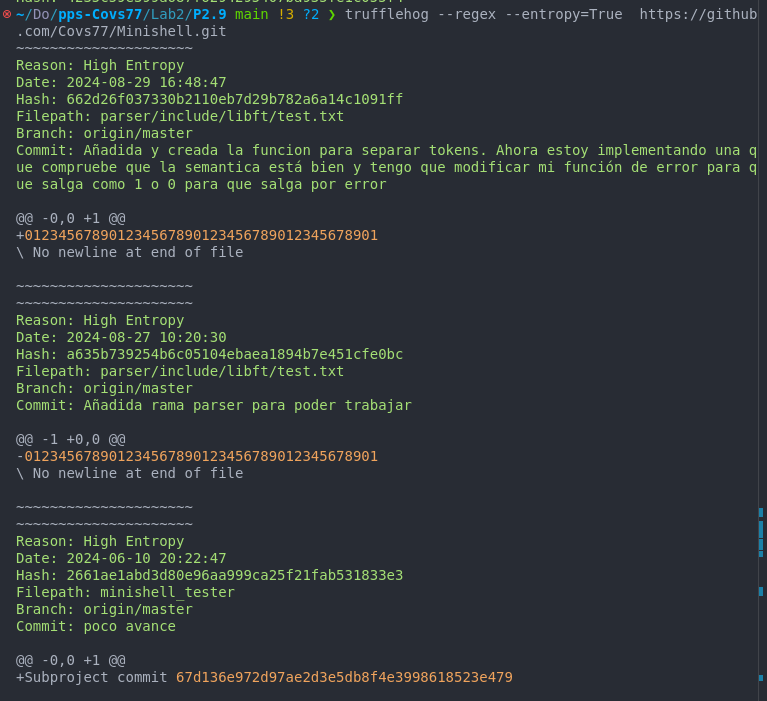 ~/Do/pps-Covs77/Lab2/P2.9 main !3 ?2 ❯ trufflehog --regex --entropy=True  https://github
.com/Covs77/Minishell.git
~~~~~~~~~~~~~~~~~~~~~
Reason: High Entropy
Date: 2024-08-29 16:48:47
Hash: 662d26f037330b2110eb7d29b782a6a14c1091ff
Filepath: parser/include/libft/test.txt
Branch: origin/master
Commit: Añadida y creada la funcion para separar tokens. Ahora estoy implementando una q
ue compruebe que la semantica está bien y tengo que modificar mi función de error para q
ue salga como 1 o 0 para que salga por error

@@ -0,0 +1 @@
+012345678901234567890123456789012345678901
\ No newline at end of file

~~~~~~~~~~~~~~~~~~~~~
~~~~~~~~~~~~~~~~~~~~~
Reason: High Entropy
Date: 2024-08-27 10:20:30
Hash: a635b739254b6c05104ebaea1894b7e451cfe0bc
Filepath: parser/include/libft/test.txt
Branch: origin/master
Commit: Añadida rama parser para poder trabajar

@@ -1 +0,0 @@
-012345678901234567890123456789012345678901
\ No newline at end of file

~~~~~~~~~~~~~~~~~~~~~
~~~~~~~~~~~~~~~~~~~~~
Reason: High Entropy
Date: 2024-06-10 20:22:47
Hash: 2661ae1abd3d80e96aa999ca25f21fab531833e3
Filepath: minishell_tester
Branch: origin/master
Commit: poco avance

@@ -0,0 +1 @@
+Subproject commit 67d136e972d97ae2d3e5db8f4e3998618523e479